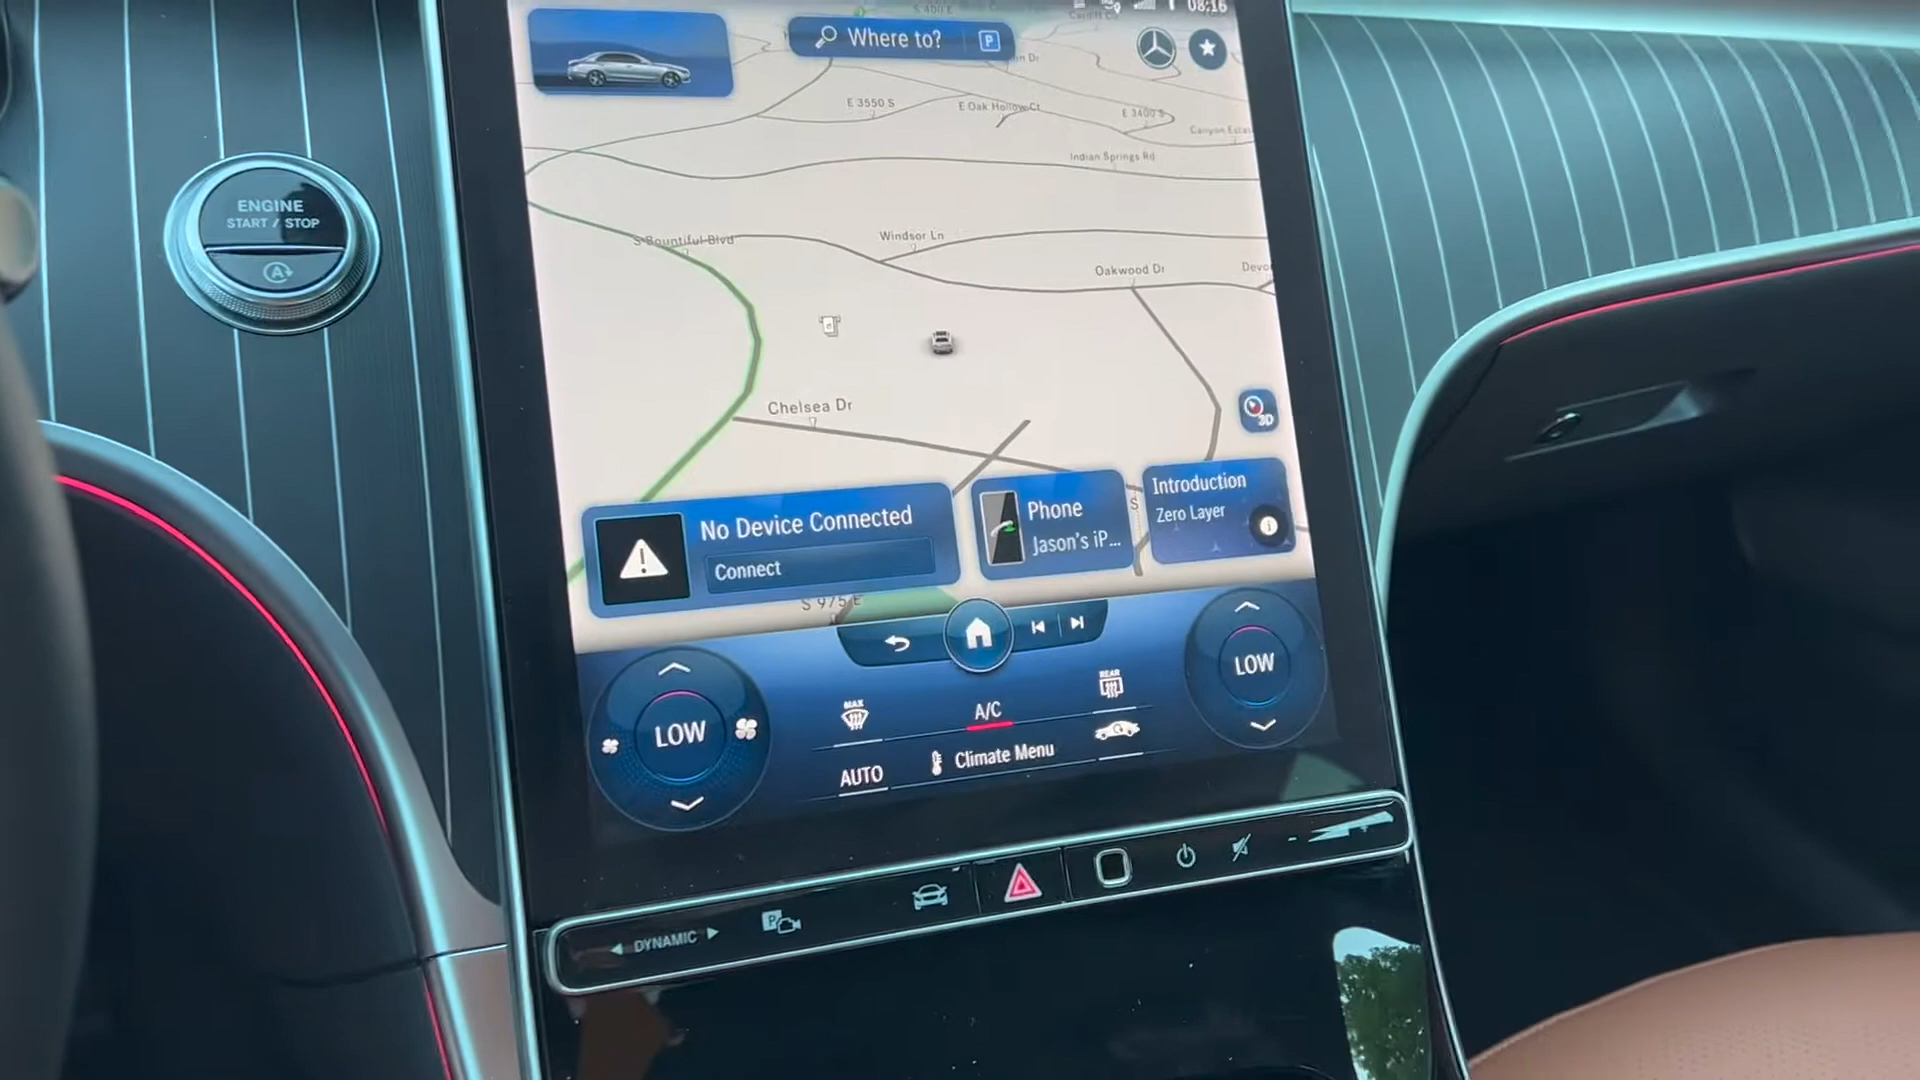 08:16
S 400 E
Where to?
P
E 3550 S
E Oak Hollow Ct
E 3400 S
Indian Springs Rd
ENGINE
START / STOP
A
S Bountiful Blvd
Windsor Ln
Oakwood Dr
Chelsea Dr
3D
Introduction
Zero Layer
No Device Connected
Connect
Phone
Jason's iP...
S
S 975 E
LOW
LOW
MAX
REAR
A/C
AUTO
Climate Menu
DYNAMIC
P